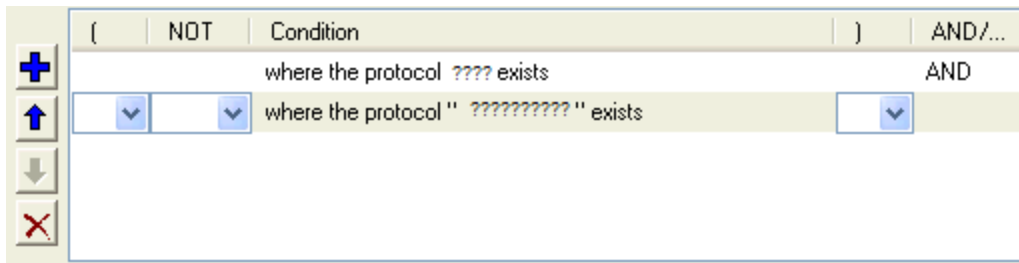 ( NOT Condition ) AND/...
where the protocol ???? exists AND
where the protocol " ?????????? " exists